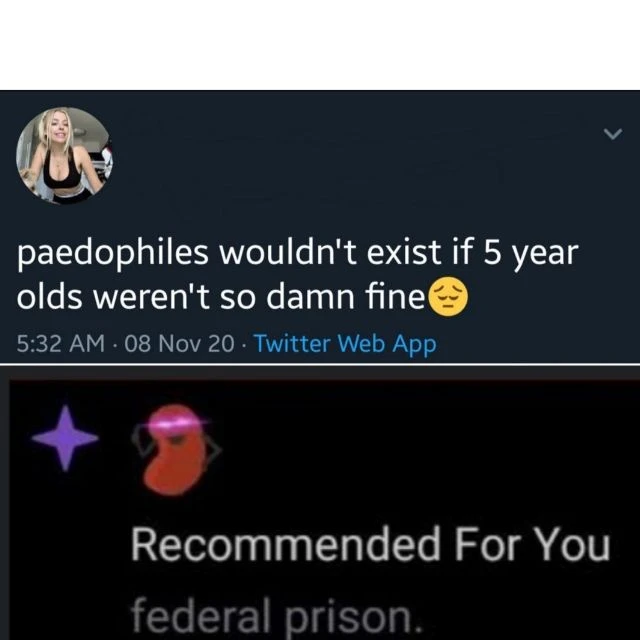 paedophiles wouldn't exist if 5 year
olds weren't so damn fine😔
5:32 AM · 08 Nov 20 · Twitter Web App
Recommended For You
federal prison.